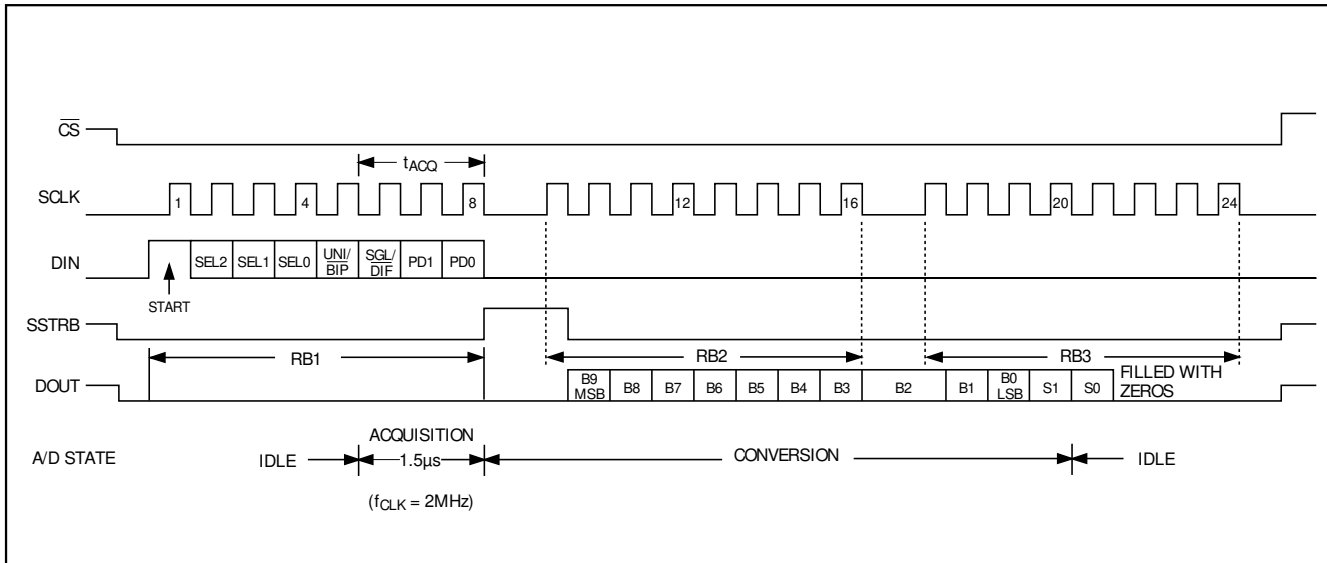 CS
tACQ
SCLK 1 4 8 12 16 20 24
DIN SEL2 SEL1 SEL0 UNI/BIP SGL/DIF PD1 PD0
START
SSTRB
RB1 RB2 RB3
DOUT B9 MSB B8 B7 B6 B5 B4 B3 B2 B1 B0 LSB S1 S0 FILLED WITH ZEROS
A/D STATE IDLE ACQUISITION 1.5µs CONVERSION IDLE
(fCLK = 2MHz)